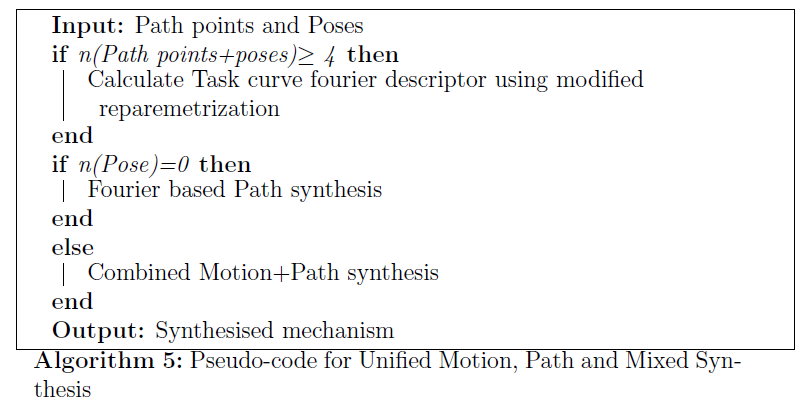 Input: Path points and Poses
if n(Path points+poses)≥ 4 then
Calculate Task curve fourier descriptor using modified
reparemetrization
end
if n(Pose)=0 then
Fourier based Path synthesis
end
else
Combined Motion+Path synthesis
end
Output: Synthesised mechanism
Algorithm 5: Pseudo-code for Unified Motion, Path and Mixed Syn-
thesis